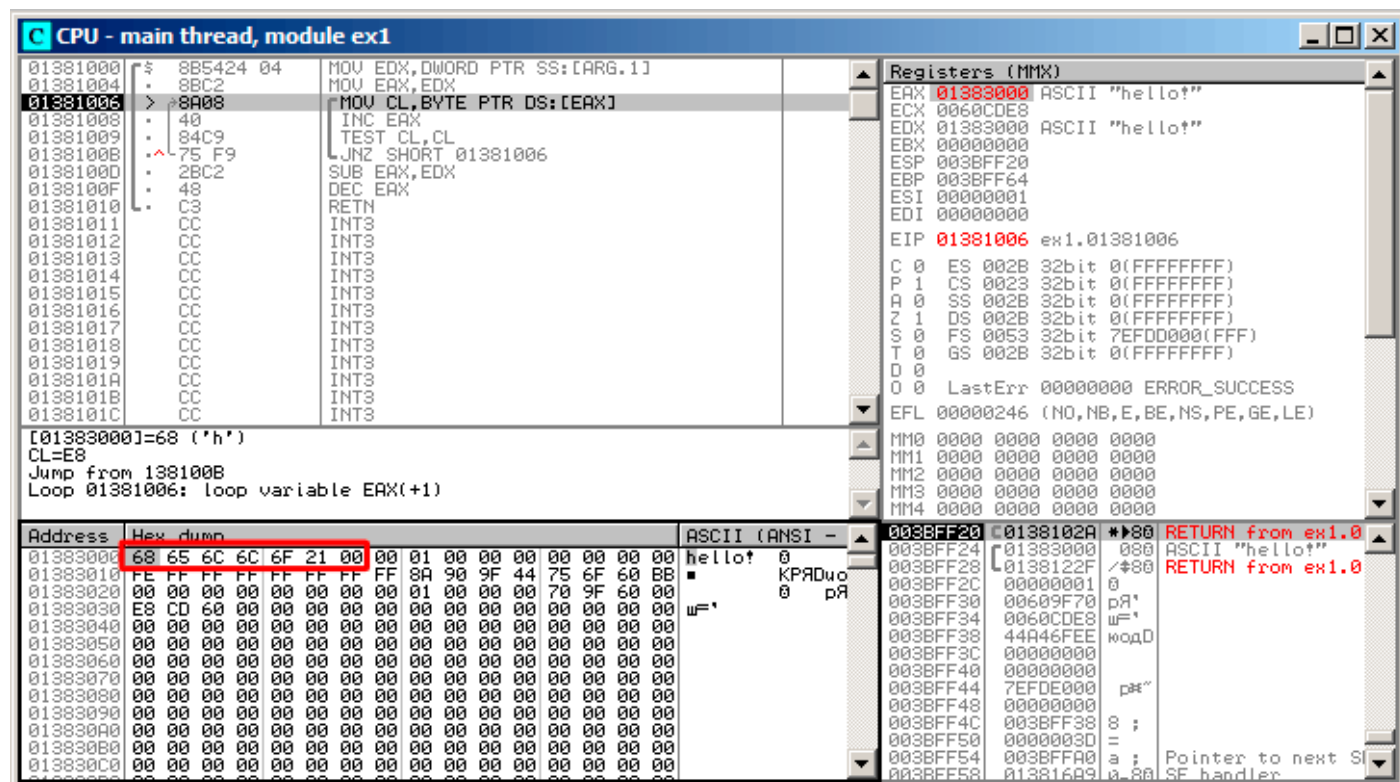 C CPU - main thread, module ex1
01381000 $ 8B5424 04 MOV EDX,DWORD PTR SS:[ARG.1]
01381004 · 8BC2 MOV EAX,EDX
01381006 > 8A08 MOV CL,BYTE PTR DS:[EAX]
01381008 · 40 INC EAX
01381009 · 84C9 TEST CL,CL
0138100B ·^ 75 F9 JNZ SHORT 01381006
0138100D · 2BC2 SUB EAX,EDX
0138100F · 48 DEC EAX
01381010 · C3 RETN
01381011 CC INT3
01381012 CC INT3
01381013 CC INT3
01381014 CC INT3
01381015 CC INT3
01381016 CC INT3
01381017 CC INT3
01381018 CC INT3
01381019 CC INT3
0138101A CC INT3
0138101B CC INT3
0138101C CC INT3
[01383000]=68 ('h')
CL=E8
Jump from 138100B
Loop 01381006: loop variable EAX(+1)
Registers (MMX)
EAX 01383000 ASCII "hello!"
ECX 0060CDE8
EDX 01383000 ASCII "hello!"
EBX 00000000
ESP 003BFF20
EBP 003BFF64
ESI 00000001
EDI 00000000
EIP 01381006 ex1.01381006
C 0 ES 002B 32bit 0(FFFFFFFF)
P 1 CS 0023 32bit 0(FFFFFFFF)
A 0 SS 002B 32bit 0(FFFFFFFF)
Z 1 DS 002B 32bit 0(FFFFFFFF)
S 0 FS 0053 32bit 7EFDD000(FFF)
T 0 GS 002B 32bit 0(FFFFFFFF)
D 0
O 0 LastErr 00000000 ERROR_SUCCESS
EFL 00000246 (NO,NB,E,BE,NS,PE,GE,LE)
MM0 0000 0000 0000 0000
MM1 0000 0000 0000 0000
MM2 0000 0000 0000 0000
MM3 0000 0000 0000 0000
MM4 0000 0000 0000 0000
Address Hex dump ASCII (ANSI -
01383000 68 65 6C 6C 6F 21 00 00 01 00 00 00 00 00 00 00 hello! 0
01383010 FE FF FF FF FF FF FF FF 8A 90 9F 44 75 6F 60 BB ■ КРЯDuo
01383020 00 00 00 00 00 00 00 00 01 00 00 00 70 9F 60 00 0 pЯ
01383030 E8 CD 60 00 00 00 00 00 00 00 00 00 00 00 00 00 ш='
01383040 00 00 00 00 00 00 00 00 00 00 00 00 00 00 00 00
01383050 00 00 00 00 00 00 00 00 00 00 00 00 00 00 00 00
01383060 00 00 00 00 00 00 00 00 00 00 00 00 00 00 00 00
01383070 00 00 00 00 00 00 00 00 00 00 00 00 00 00 00 00
01383080 00 00 00 00 00 00 00 00 00 00 00 00 00 00 00 00
01383090 00 00 00 00 00 00 00 00 00 00 00 00 00 00 00 00
013830A0 00 00 00 00 00 00 00 00 00 00 00 00 00 00 00 00
013830B0 00 00 00 00 00 00 00 00 00 00 00 00 00 00 00 00
013830C0 00 00 00 00 00 00 00 00 00 00 00 00 00 00 00 00
003BFF20 0138102A *►80 RETURN from ex1.0
003BFF24 01383000 080 ASCII "hello!"
003BFF28 0138122F /‡80 RETURN from ex1.0
003BFF2C 00000001 0
003BFF30 00609F70 pЯ'
003BFF34 0060CDE8 ш='
003BFF38 44A46FEE юодD
003BFF3C 00000000
003BFF40 00000000
003BFF44 7EFDE000
003BFF48 00000000
003BFF4C 003BFF38 8 ;
003BFF50 0000003D =
003BFF54 003BFFA0 a ; Pointer to next S
003BFF58 013816A9 SE handler